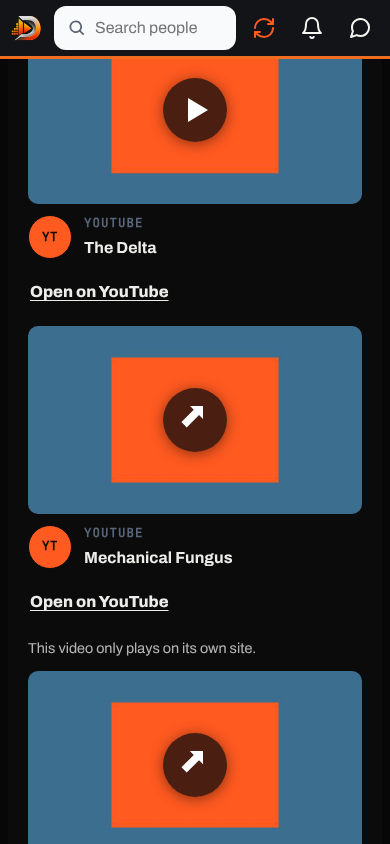 Search people
YOUTUBE
YT
The Delta
Open on YouTube
YOUTUBE
YT
Mechanical Fungus
Open on YouTube
This video only plays on its own site.